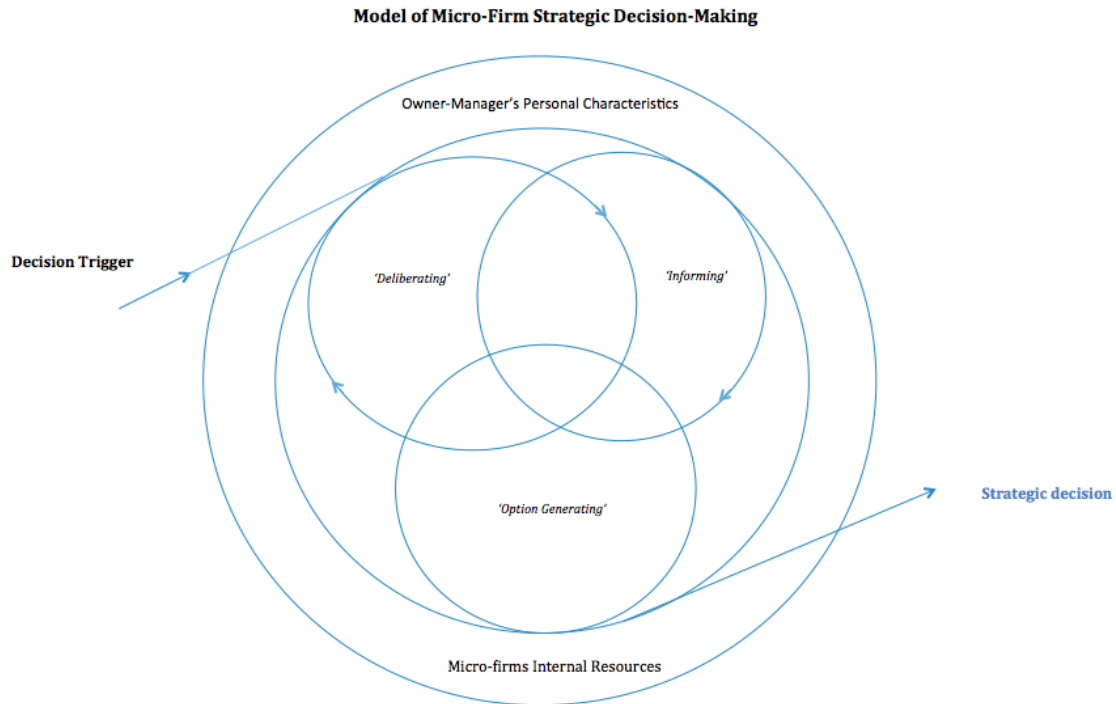 Model of Micro-Firm Strategic Decision-Making
Owner-Manager's Personal Characteristics
Decision Trigger
'Deliberating'
'Informing'
'Option Generating'
Strategic decision
Micro-firms Internal Resources